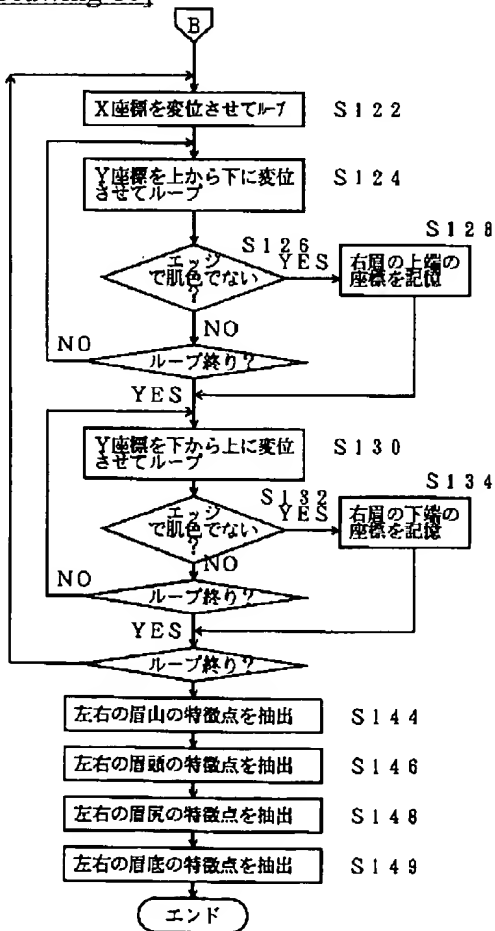 B
X座標を変位させてループ
S122
Y座標を上から下に変位
させてループ
S124
S126
エッジ
で肌色でない
?
YES
S128
右眉の上端の
座標を記憶
NO
NO
ループ終り?
YES
Y座標を下から上に変位
させてループ
S130
S132
エッジ
で肌色でない
?
YES
S134
右眉の下端の
座標を記憶
NO
NO
ループ終り?
YES
ループ終り?
左右の眉山の特徴点を抽出
S144
左右の眉頭の特徴点を抽出
S146
左右の眉尻の特徴点を抽出
S148
左右の眉底の特徴点を抽出
S149
エンド